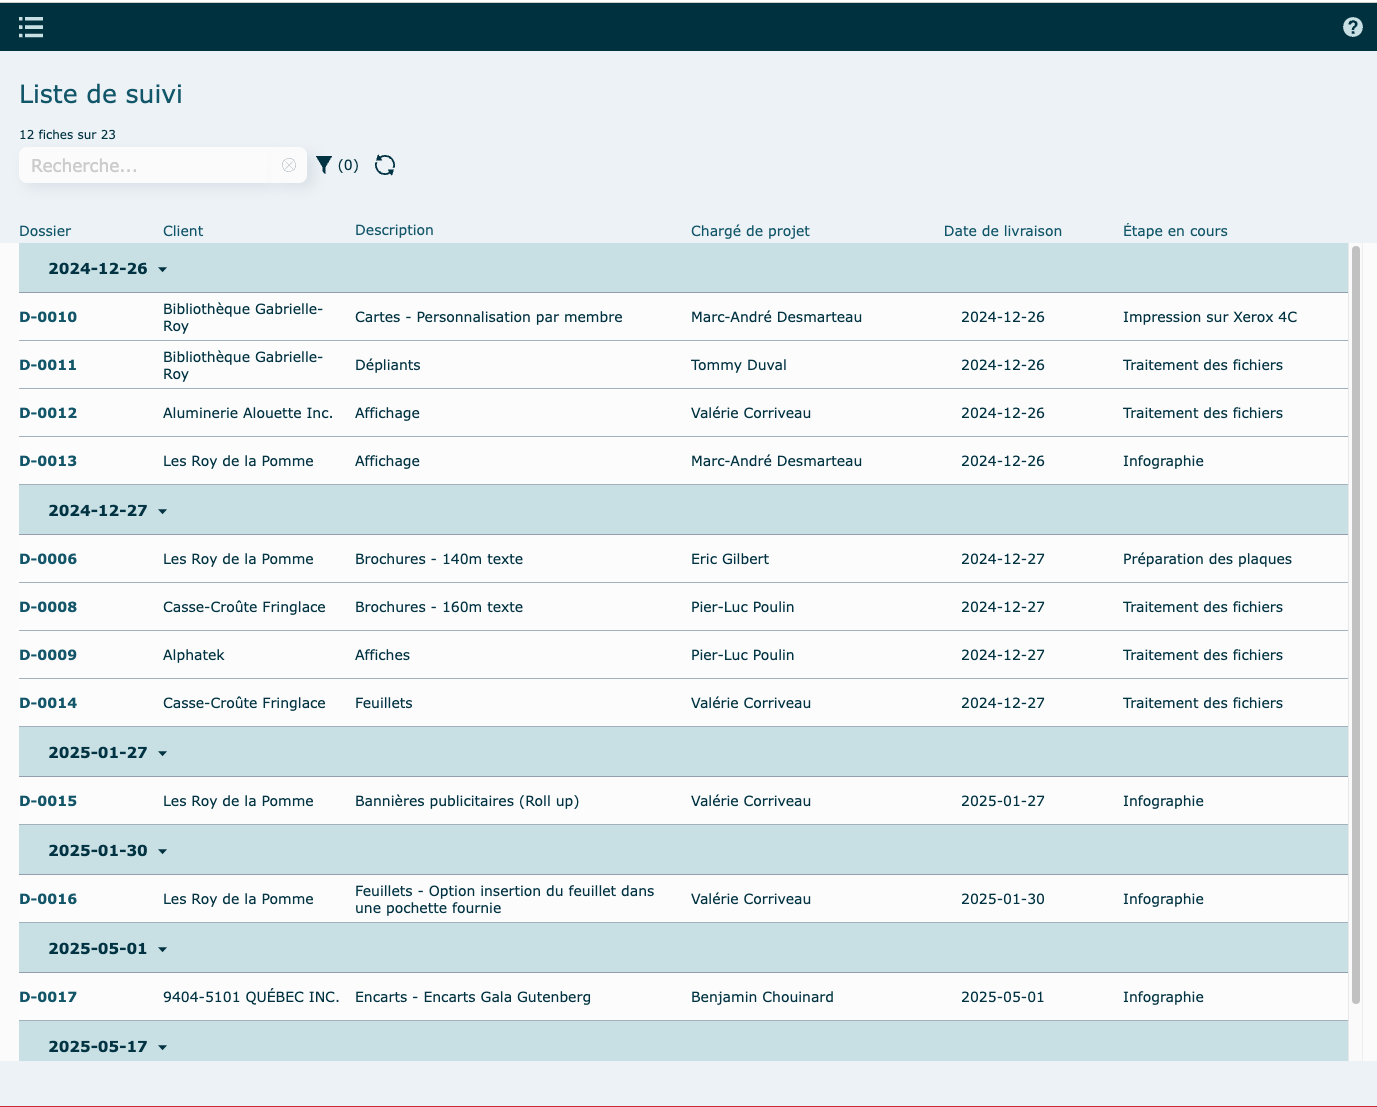 Liste de suivi
12 fiches sur 23
Recherche...
(0)
Dossier Client Description Chargé de projet Date de livraison Étape en cours
2024-12-26
D-0010 Bibliothèque Gabrielle-Roy Cartes - Personnalisation par membre Marc-André Desmarteau 2024-12-26 Impression sur Xerox 4C
D-0011 Bibliothèque Gabrielle-Roy Dépliants Tommy Duval 2024-12-26 Traitement des fichiers
D-0012 Aluminerie Alouette Inc. Affichage Valérie Corriveau 2024-12-26 Traitement des fichiers
D-0013 Les Roy de la Pomme Affichage Marc-André Desmarteau 2024-12-26 Infographie
2024-12-27
D-0006 Les Roy de la Pomme Brochures - 140m texte Eric Gilbert 2024-12-27 Préparation des plaques
D-0008 Casse-Croûte Fringlace Brochures - 160m texte Pier-Luc Poulin 2024-12-27 Traitement des fichiers
D-0009 Alphatek Affiches Pier-Luc Poulin 2024-12-27 Traitement des fichiers
D-0014 Casse-Croûte Fringlace Feuillets Valérie Corriveau 2024-12-27 Traitement des fichiers
2025-01-27
D-0015 Les Roy de la Pomme Bannières publicitaires (Roll up) Valérie Corriveau 2025-01-27 Infographie
2025-01-30
D-0016 Les Roy de la Pomme Feuillets - Option insertion du feuillet dans une pochette fournie Valérie Corriveau 2025-01-30 Infographie
2025-05-01
D-0017 9404-5101 QUÉBEC INC. Encarts - Encarts Gala Gutenberg Benjamin Chouinard 2025-05-01 Infographie
2025-05-17